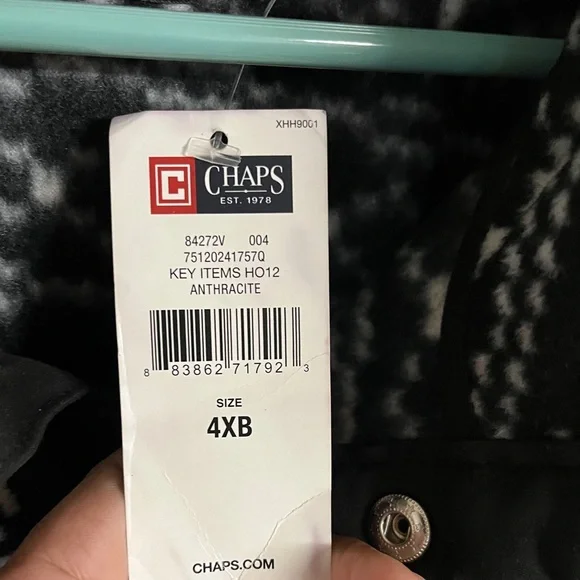 XHH9001
C CHAPS
EST. 1978
84272V 004
75120241757Q
KEY ITEMS HO12
ANTHRACITE
8 83862 71792 3
SIZE
4XB
CHAPS.COM